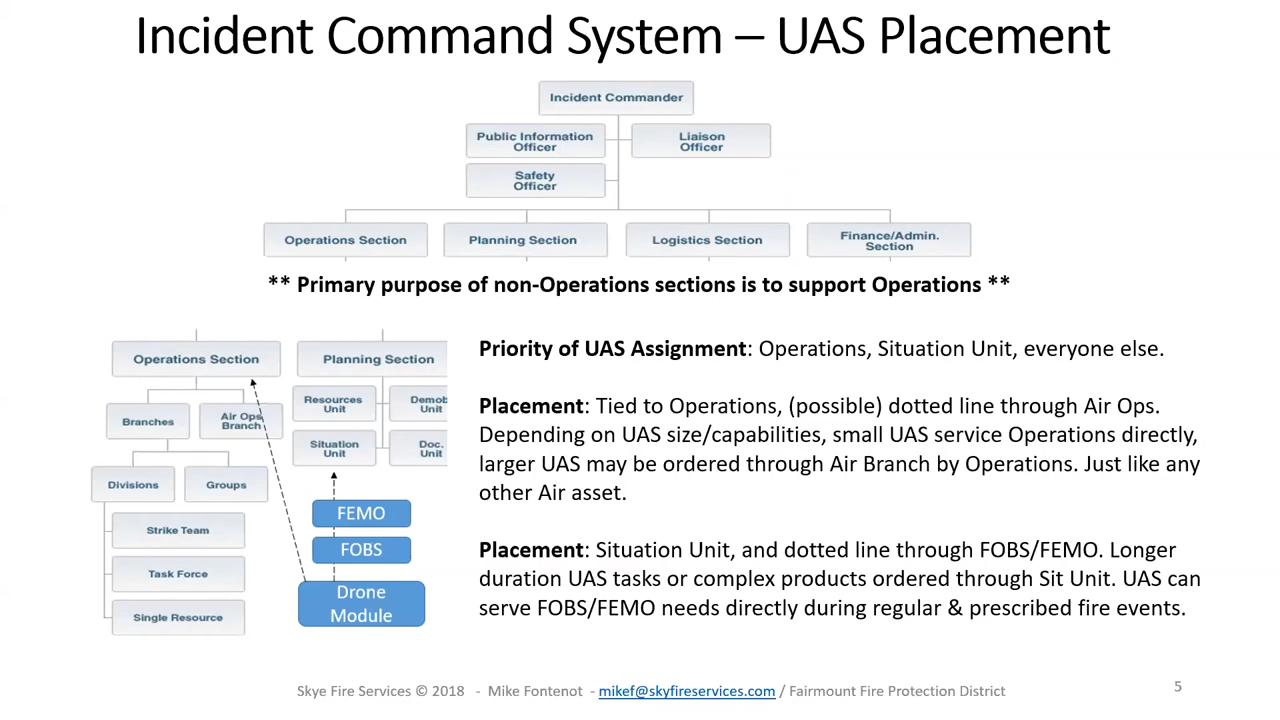 Incident Command System – UAS Placement
Incident Commander
Public Information
Officer
Liaison
Officer
Safety
Officer
Operations Section
Planning Section
Logistics Section
Finance/Admin.
Section
** Primary purpose of non-Operations sections is to support Operations **
Operations Section
Planning Section
Branches
Air Ops
Branch
Resources
Unit
Demob
Unit
Situation
Unit
Doc.
Unit
Divisions
Groups
Strike Team
Task Force
Single Resource
FEMO
FOBS
Drone
Module
Priority of UAS Assignment: Operations, Situation Unit, everyone else.
Placement: Tied to Operations, (possible) dotted line through Air Ops.
Depending on UAS size/capabilities, small UAS service Operations directly,
larger UAS may be ordered through Air Branch by Operations. Just like any
other Air asset.
Placement: Situation Unit, and dotted line through FOBS/FEMO. Longer
duration UAS tasks or complex products ordered through Sit Unit. UAS can
serve FOBS/FEMO needs directly during regular & prescribed fire events.
Skye Fire Services © 2018 - Mike Fontenot - mikef@skyfireservices.com / Fairmount Fire Protection District
5